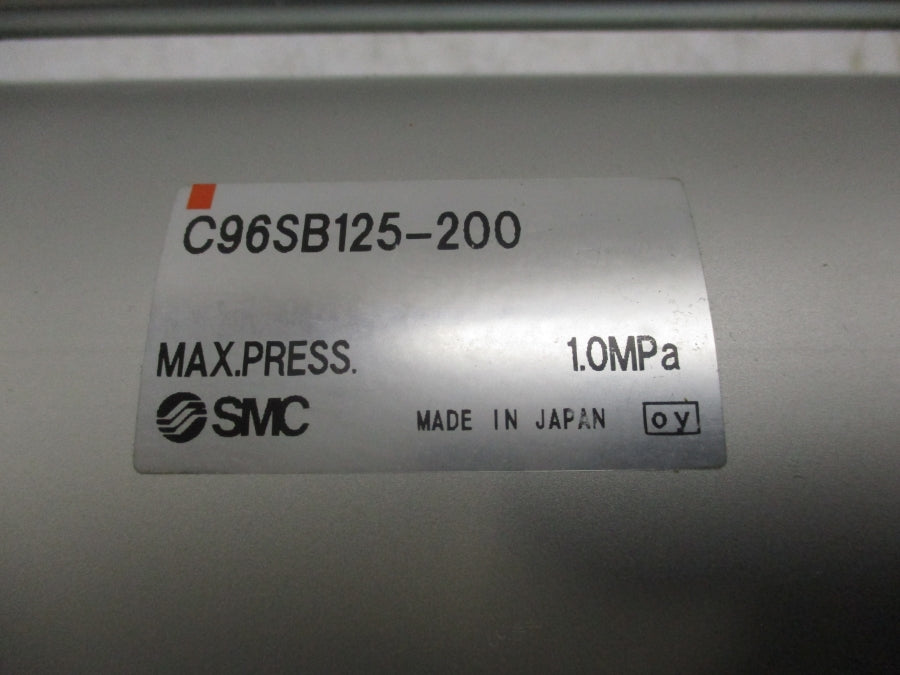 C96SB125-200
MAX.PRESS. 1.0MPa
SMC MADE IN JAPAN oy